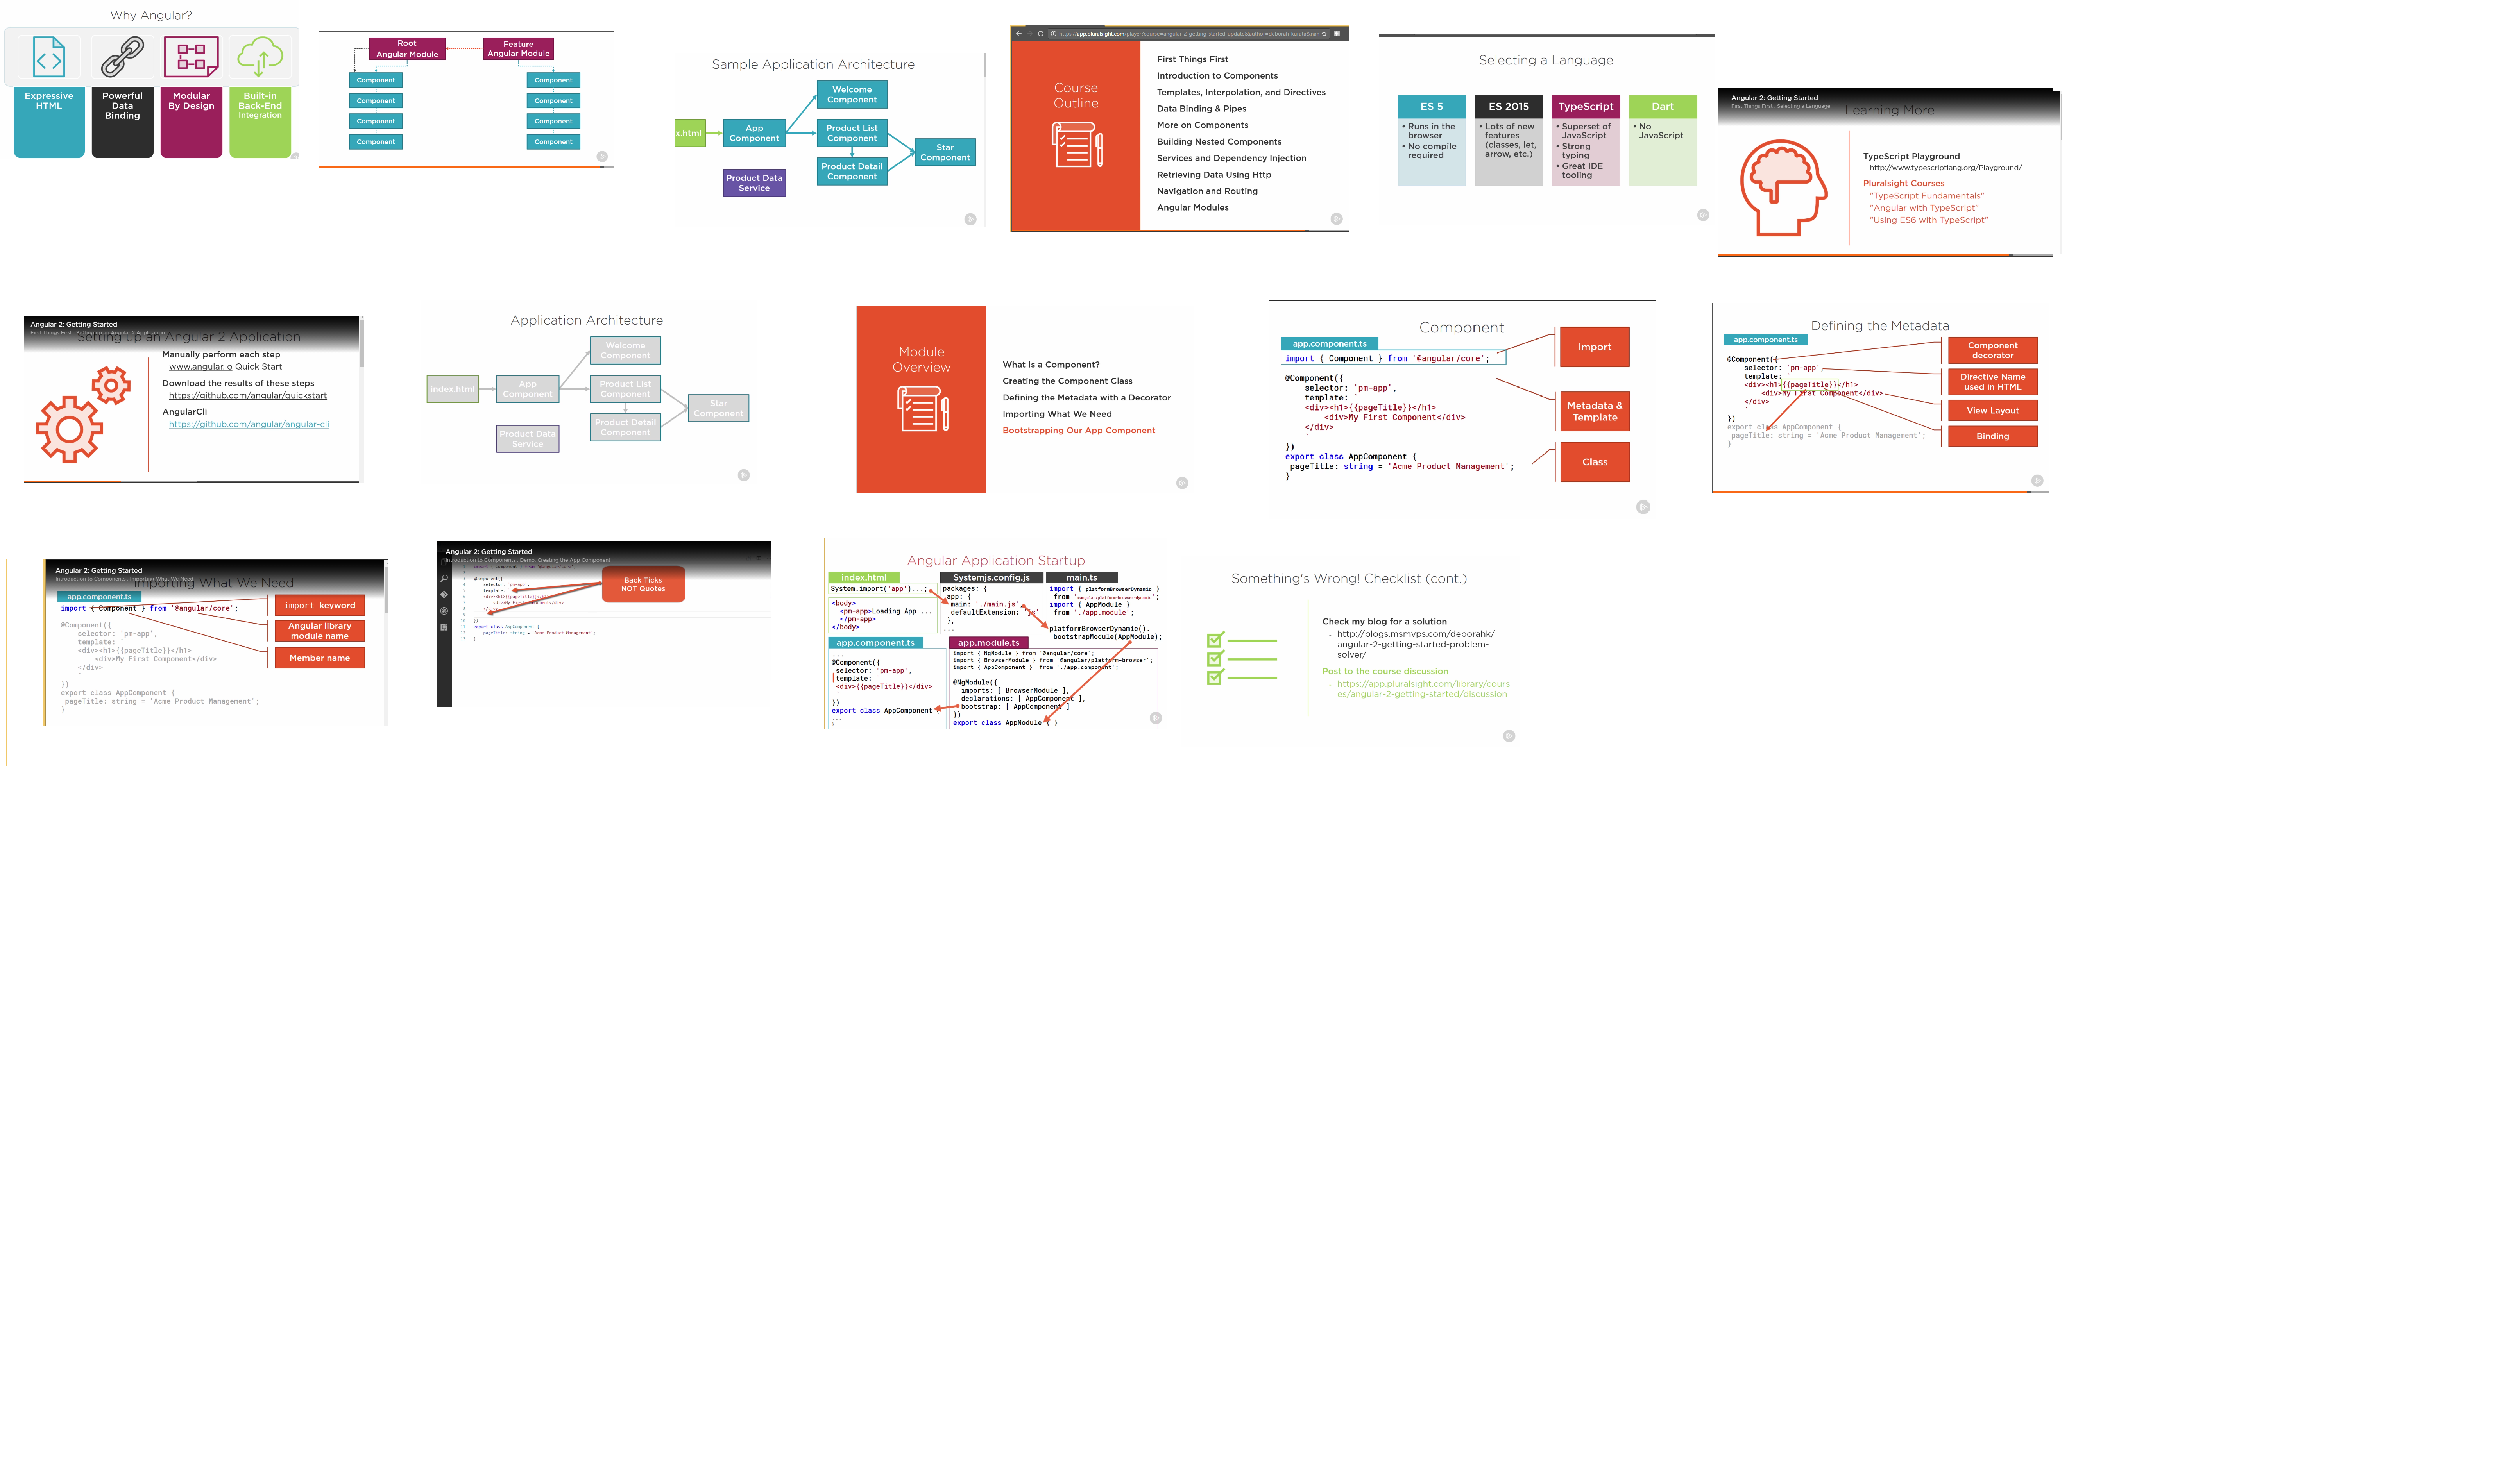 Why Angular?
Expressive
HTML
Powerful
Data
Binding
Modular
By Design
Built-in
Back-End
Integration
Root
Angular Module
Feature
Angular Module
Component
Component
Component
Component
Component
Component
Component
Component
Sample Application Architecture
x.html
App
Component
Welcome
Component
Product List
Component
Product Detail
Component
Star
Component
Product Data
Service
Course
Outline
First Things First
Introduction to Components
Templates, Interpolation, and Directives
Data Binding & Pipes
More on Components
Building Nested Components
Services and Dependency Injection
Retrieving Data Using Http
Navigation and Routing
Angular Modules
Selecting a Language
ES 5
• Runs in the
browser
• No compile
required
ES 2015
• Lots of new
features
(classes, let,
arrow, etc.)
TypeScript
• Superset of
JavaScript
• Strong
typing
• Great IDE
tooling
Dart
• No
JavaScript
Angular 2: Getting Started
First Things First : Selecting a Language
Learning More
TypeScript Playground
http://www.typescriptlang.org/Playground/
Pluralsight Courses
"TypeScript Fundamentals"
"Angular with TypeScript"
"Using ES6 with TypeScript"
Angular 2: Getting Started
First Things First : Setting up an Angular 2 Application
Setting up an Angular 2 Application
Manually perform each step
www.angular.io Quick Start
Download the results of these steps
https://github.com/angular/quickstart
AngularCli
https://github.com/angular/angular-cli
Application Architecture
index.html
App
Component
Welcome
Component
Product List
Component
Product Detail
Component
Star
Component
Product Data
Service
Module
Overview
What Is a Component?
Creating the Component Class
Defining the Metadata with a Decorator
Importing What We Need
Bootstrapping Our App Component
Component
app.component.ts
import { Component } from '@angular/core';
@Component({
selector: 'pm-app',
template: `
<div><h1>{{pageTitle}}</h1>
<div>My First Component</div>
</div>
`
})
export class AppComponent {
pageTitle: string = 'Acme Product Management';
}
Import
Metadata &
Template
Class
Defining the Metadata
app.component.ts
@Component({
selector: 'pm-app',
template: `
<div><h1>{{pageTitle}}</h1>
<div>My First Component</div>
</div>
`
})
export class AppComponent {
pageTitle: string = 'Acme Product Management';
}
Component
decorator
Directive Name
used in HTML
View Layout
Binding
Angular 2: Getting Started
Introduction to Components : Importing What We Need
Importing What We Need
app.component.ts
import { Component } from '@angular/core';
@Component({
selector: 'pm-app',
template: `
<div><h1>{{pageTitle}}</h1>
<div>My First Component</div>
</div>
`
})
export class AppComponent {
pageTitle: string = 'Acme Product Management';
}
import keyword
Angular library
module name
Member name
Angular 2: Getting Started
Introduction to Components : Demo: Creating the App Component
import { Component } from '@angular/core';
@Component({
selector: 'pm-app',
template: `
<div><h1>{{pageTitle}}</h1>
<div>My First Component</div>
</div>
`
})
export class AppComponent {
pageTitle: string = 'Acme Product Management';
}
Back Ticks
NOT Quotes
Angular Application Startup
index.html
System.import('app')...;
<body>
<pm-app>Loading App ...
</pm-app>
</body>
Systemjs.config.js
packages: {
app: {
main: './main.js',
defaultExtension: 'js'
},
...
main.ts
import { platformBrowserDynamic }
from '@angular/platform-browser-dynamic';
import { AppModule }
from './app.module';
platformBrowserDynamic().
bootstrapModule(AppModule);
app.component.ts
...
@Component({
selector: 'pm-app',
template: `
<div>{{pageTitle}}</div>
`
})
export class AppComponent {
...
}
app.module.ts
import { NgModule } from '@angular/core';
import { BrowserModule } from '@angular/platform-browser';
import { AppComponent } from './app.component';
@NgModule({
imports: [ BrowserModule ],
declarations: [ AppComponent ],
bootstrap: [ AppComponent ]
})
export class AppModule { }
Something's Wrong! Checklist (cont.)
Check my blog for a solution
- http://blogs.msmvps.com/deborahk/
angular-2-getting-started-problem-
solver/
Post to the course discussion
- https://app.pluralsight.com/library/cours
es/angular-2-getting-started/discussion